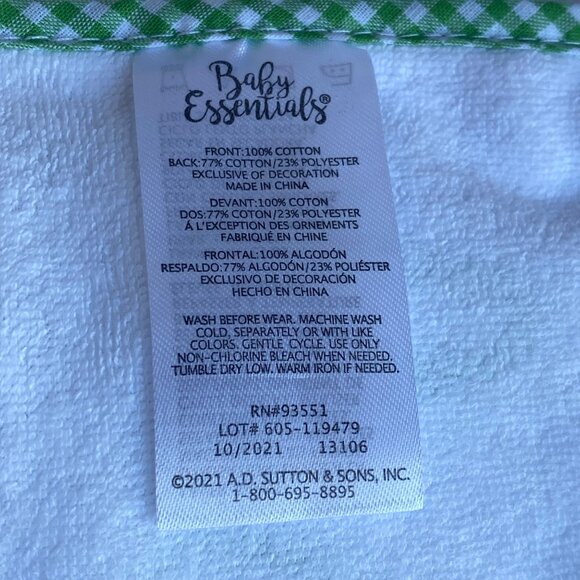 Baby
Essentials®
FRONT:100% COTTON
BACK:77% COTTON/23% POLYESTER
EXCLUSIVE OF DECORATION
MADE IN CHINA
DEVANT:100% COTON
DOS:77% COTON/23% POLYESTER
Á L'EXCEPTION DES ORNEMENTS
FABRIQUÉ EN CHINE
FRONTAL:100% ALGODÓN
RESPALDO:77% ALGODÓN/23% POLIÉSTER
EXCLUSIVO DE DECORACIÓN
HECHO EN CHINA
WASH BEFORE WEAR. MACHINE WASH
COLD, SEPARATELY OR WITH LIKE
COLORS. GENTLE CYCLE. USE ONLY
NON-CHLORINE BLEACH WHEN NEEDED.
TUMBLE DRY LOW. WARM IRON IF NEEDED.
RN#93551
LOT# 605-119479
10/2021 13106
©2021 A.D. SUTTON & SONS, INC.
1-800-695-8895